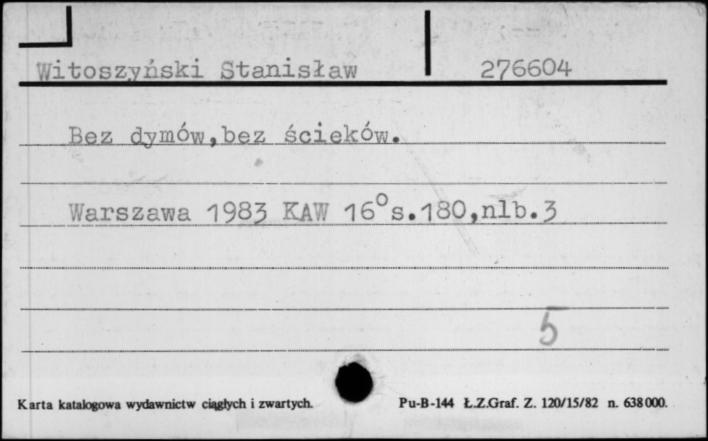 Witoszyński Stanisław 276604
Bez dymów,bez ścieków.
Warszawa 1983 KAW 16°s.180,nlb.3
5
Karta katalogowa wydawnictw ciągłych i zwartych. Pu-B-144 Ł.Z.Graf. Z. 120/15/82 n. 638000.